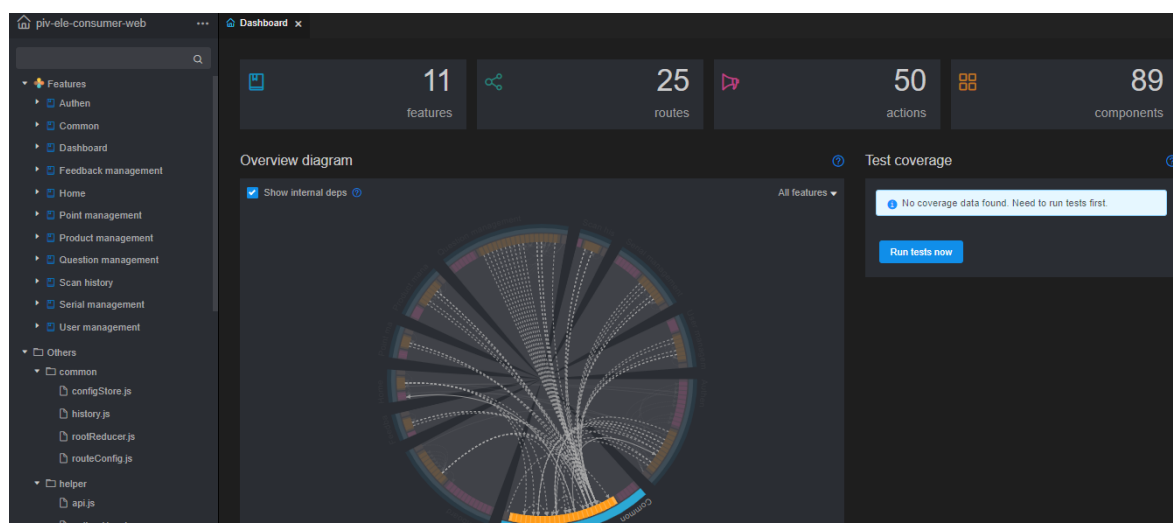 piv-ele-consumer-web ...
Dashboard x
Features
Authen
Common
Dashboard
Feedback management
Home
Point management
Product management
Question management
Scan history
Serial management
User management
Others
common
configStore.js
history.js
rootReducer.js
routeConfig.js
helper
api.js
11
features
25
routes
50
actions
89
components
Overview diagram
Show internal deps
All features
Common
Test coverage
No coverage data found. Need to run tests first.
Run tests now